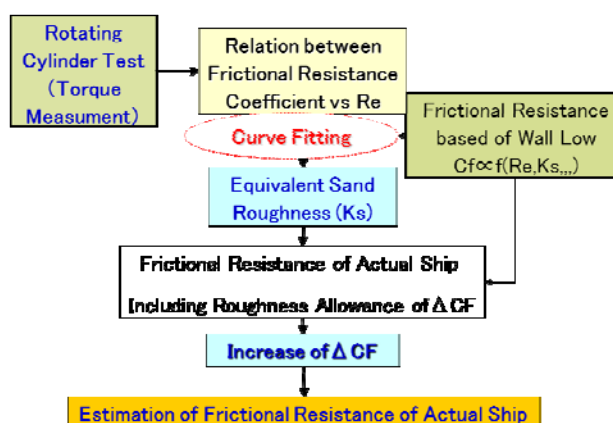 Rotating
Cylinder Test
(Torque
Measument)
Relation between
Frictional Resistance
Coefficient vs Re
Curve Fitting
Frictional Resistance
based of Wall Low
Cf∝f(Re,Ks,,,)
Equivalent Sand
Roughness(Ks)
Frictional Resistance of Actual Ship
Including Roughness Allowance of ΔCF
Increase of ΔCF
Estimation of Frictional Resistance of Actual Ship